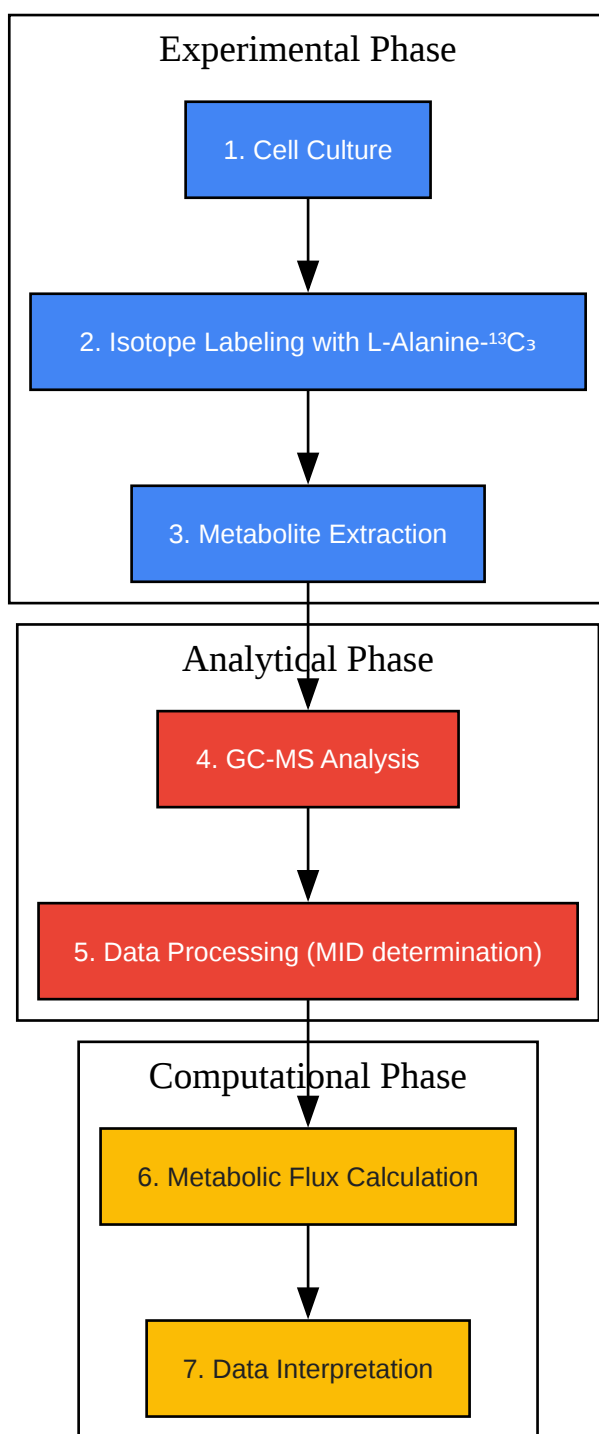 Experimental Phase
1. Cell Culture
2. Isotope Labeling with L-Alanine-¹³C₃
3. Metabolite Extraction
Analytical Phase
4. GC-MS Analysis
5. Data Processing (MID determination)
Computational Phase
6. Metabolic Flux Calculation
7. Data Interpretation